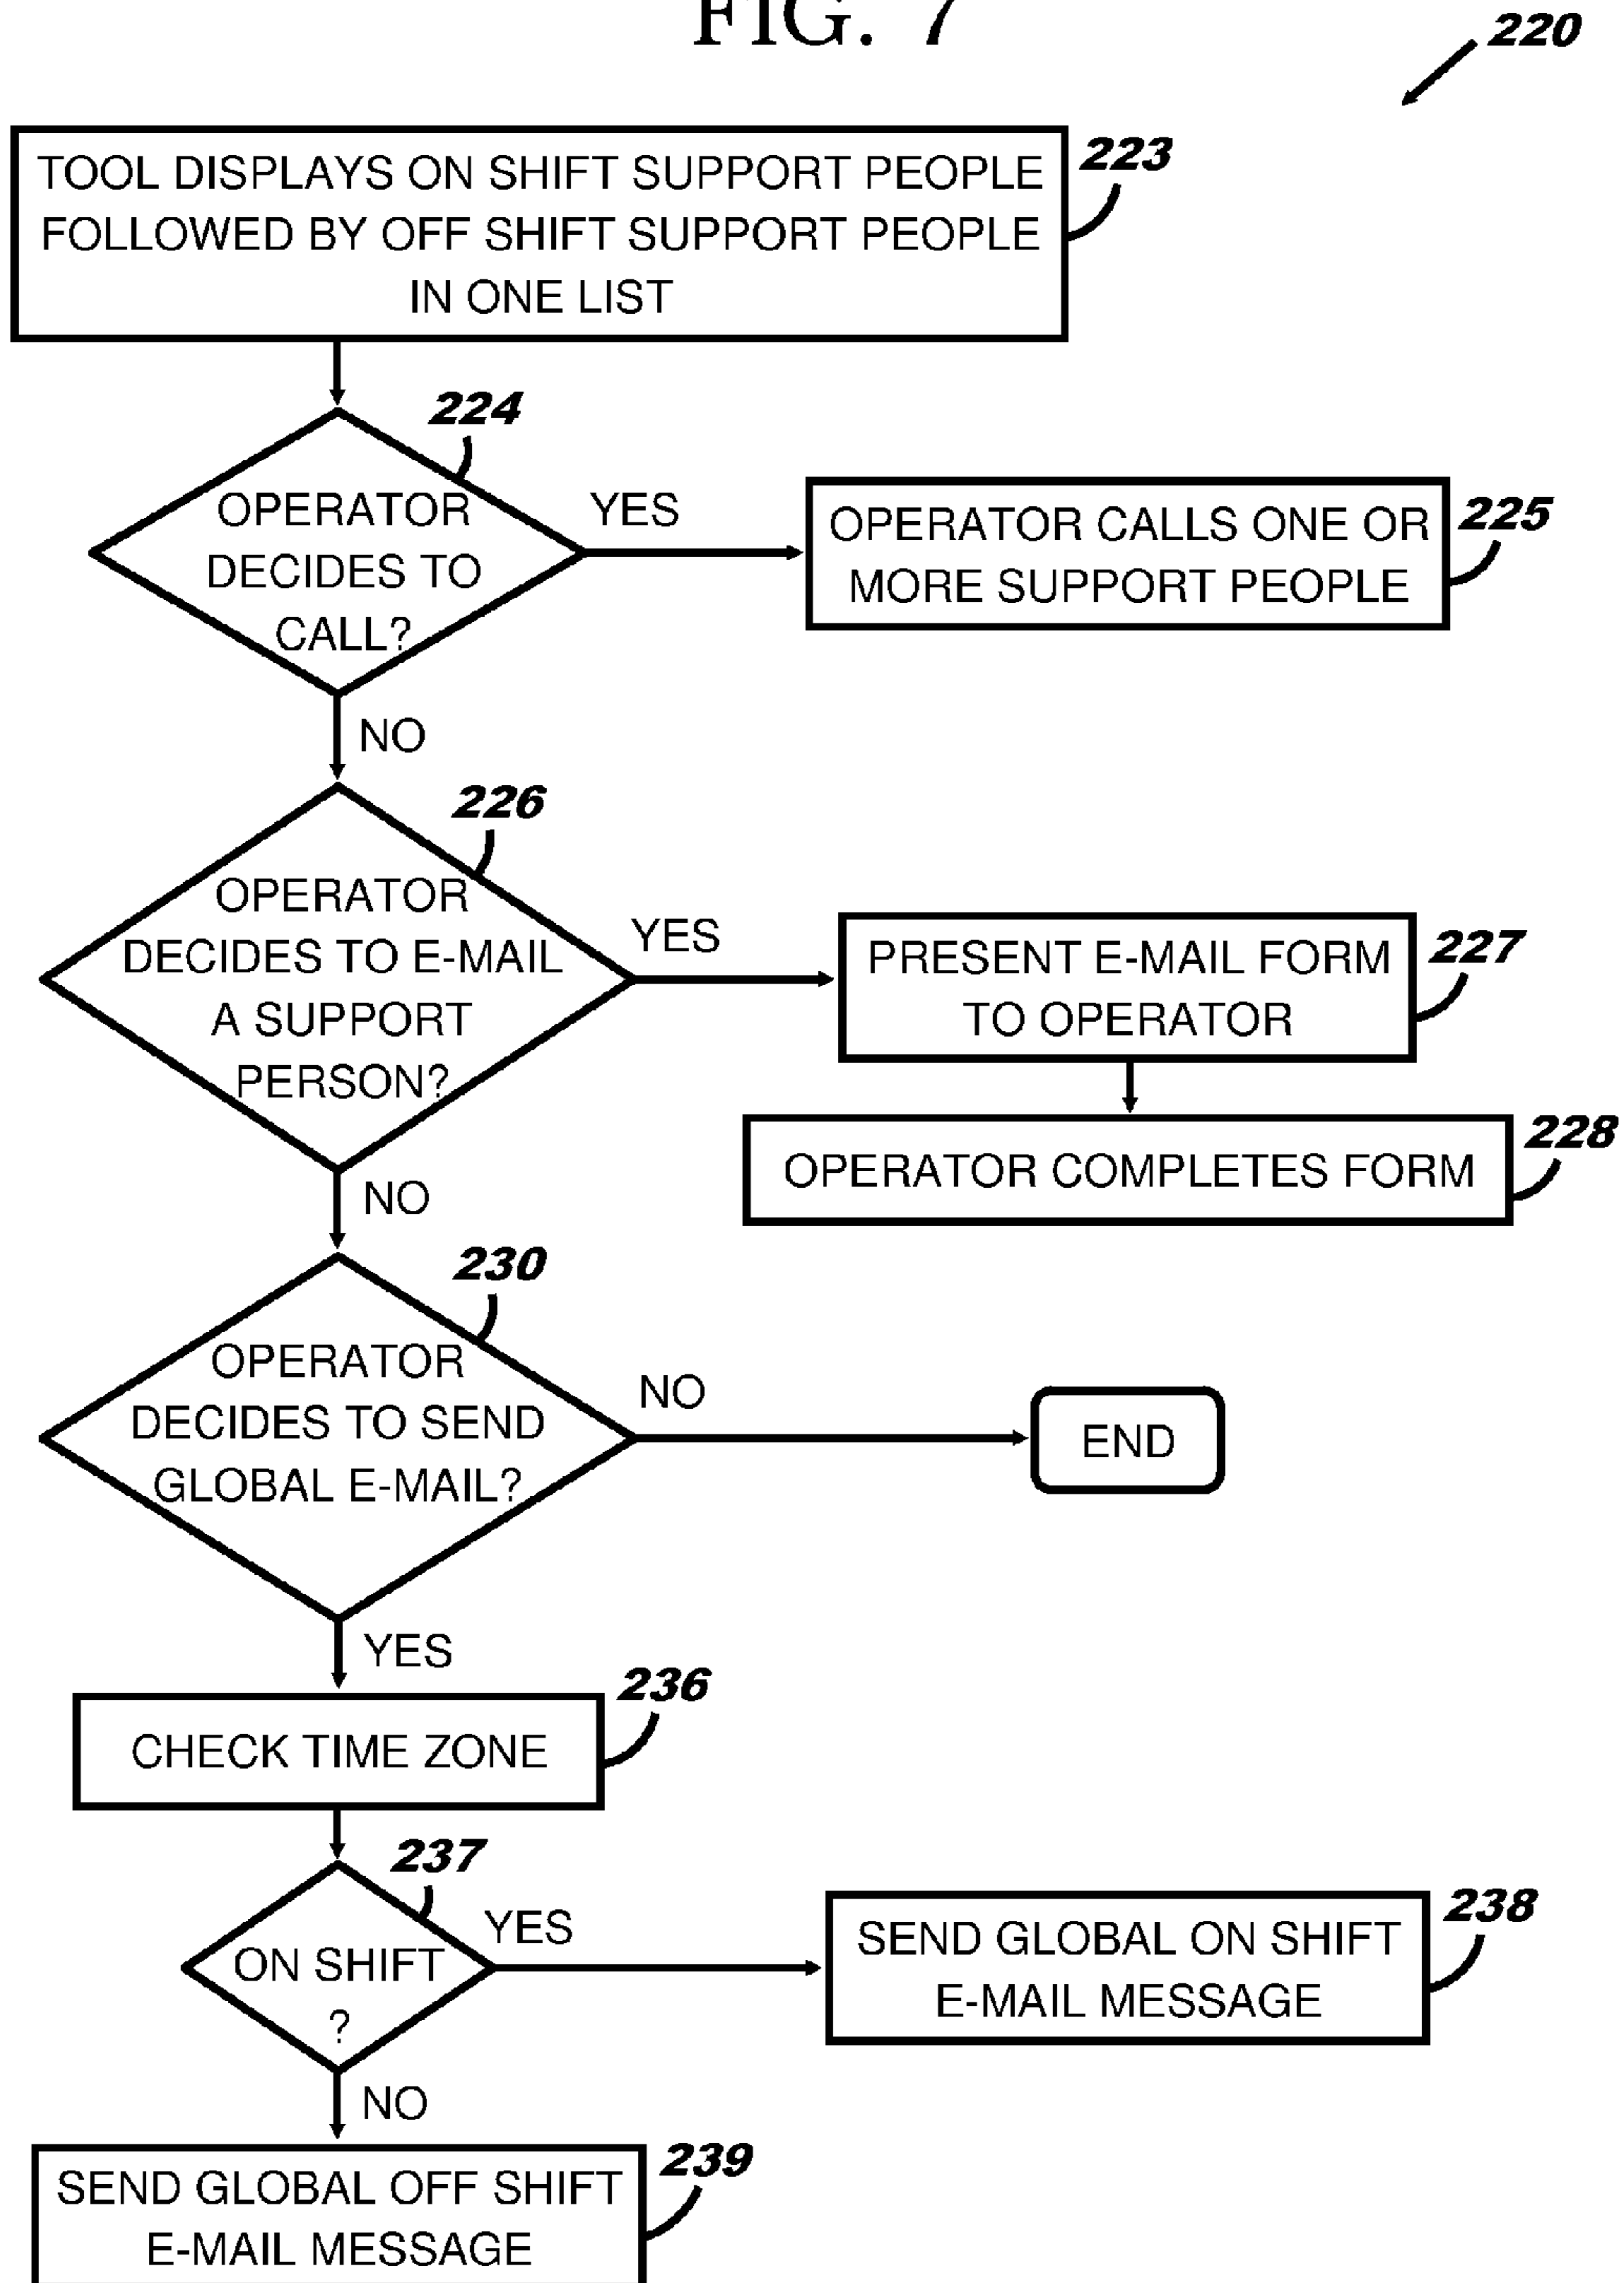 FIG. 7
220
TOOL DISPLAYS ON SHIFT SUPPORT PEOPLE
FOLLOWED BY OFF SHIFT SUPPORT PEOPLE
IN ONE LIST
223
224
OPERATOR
DECIDES TO
CALL?
YES
OPERATOR CALLS ONE OR
MORE SUPPORT PEOPLE
225
NO
226
OPERATOR
DECIDES TO E-MAIL
A SUPPORT
PERSON?
YES
PRESENT E-MAIL FORM
TO OPERATOR
227
OPERATOR COMPLETES FORM
228
NO
230
OPERATOR
DECIDES TO SEND
GLOBAL E-MAIL?
NO
END
YES
CHECK TIME ZONE
236
237
ON SHIFT
?
YES
SEND GLOBAL ON SHIFT
E-MAIL MESSAGE
238
NO
SEND GLOBAL OFF SHIFT
E-MAIL MESSAGE
239